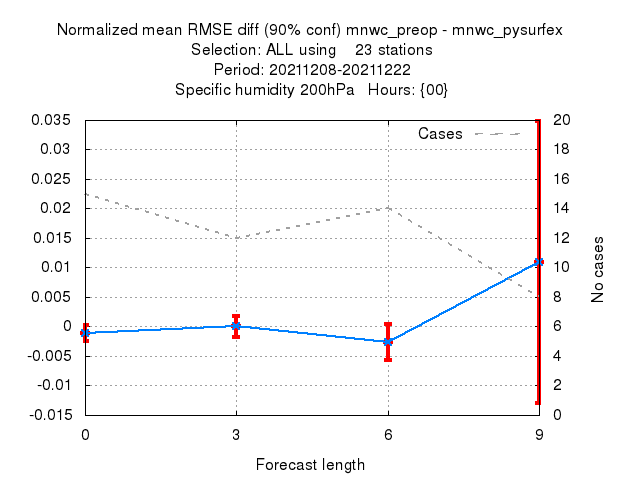 Normalized mean RMSE diff (90% conf) mnwc_preop - mnwc_pysurfex
Selection: ALL using    23 stations
Period: 20211208-20211222
Specific humidity 200hPa   Hours: {00}
Cases
0.035
0.03
0.025
0.02
0.015
0.01
0.005
0
-0.005
-0.01
-0.015
20
18
16
14
12
10
8
6
4
2
0
No cases
0 3 6 9
Forecast length